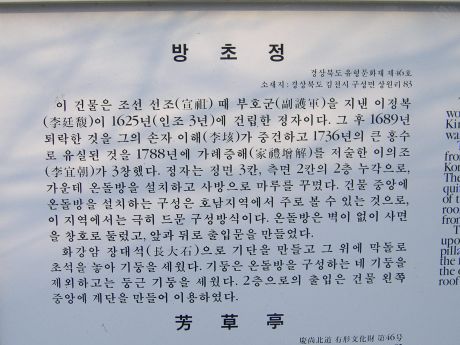 방초정
경상북도 유형문화재 제46호
소재지: 경상북도 김천시 구성면 상원리 83
이 건물은 조선 선조(宣祖) 때 부호군(副護軍)을 지낸 이정복
(李廷馥)이 1625년(인조 3년)에 건립한 정자이다. 그 후 1689년
퇴락한 것을 그의 손자 이해(李垓)가 중건하고 1736년의 큰 홍수
로 유실된 것을 1788년에 가례증해(家禮增解)를 저술한 이의조
(李宜朝)가 3창했다. 정자는 정면 3칸, 측면 2칸의 2층 누각으로,
가운데 온돌방을 설치하고 사방으로 마루를 꾸몄다. 건물 중앙에
온돌방을 설치하는 구성은 호남지역에서 주로 볼 수 있는 것으로,
이 지역에서는 극히 드문 구성방식이다. 온돌방은 벽이 없이 사면
을 창호로 둘렀고, 앞과 뒤로 출입문을 만들었다.
화강암 장대석(長大石)으로 기단을 만들고 그 위에 막돌로
초석을 놓아 기둥을 세웠다. 기둥은 온돌방을 구성하는 네 기둥을
제외하고는 둥근 기둥을 세웠다. 2층으로의 출입은 건물 왼쪽
중앙에 계단을 만들어 이용하였다.
芳草亭
慶尙北道 有形文化財 第46号
wo
Kin
wa
from
Kor
The
quit
of t
roo
fror
T
upo
pilla
the
the
roof